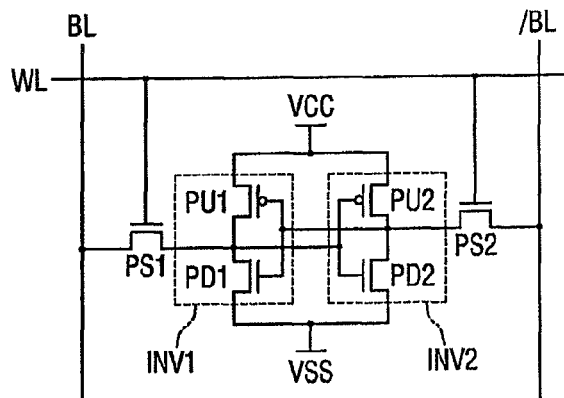 BL
/BL
WL
VCC
PU1
PU2
PS1
PS2
PD1
PD2
INV1
VSS
INV2